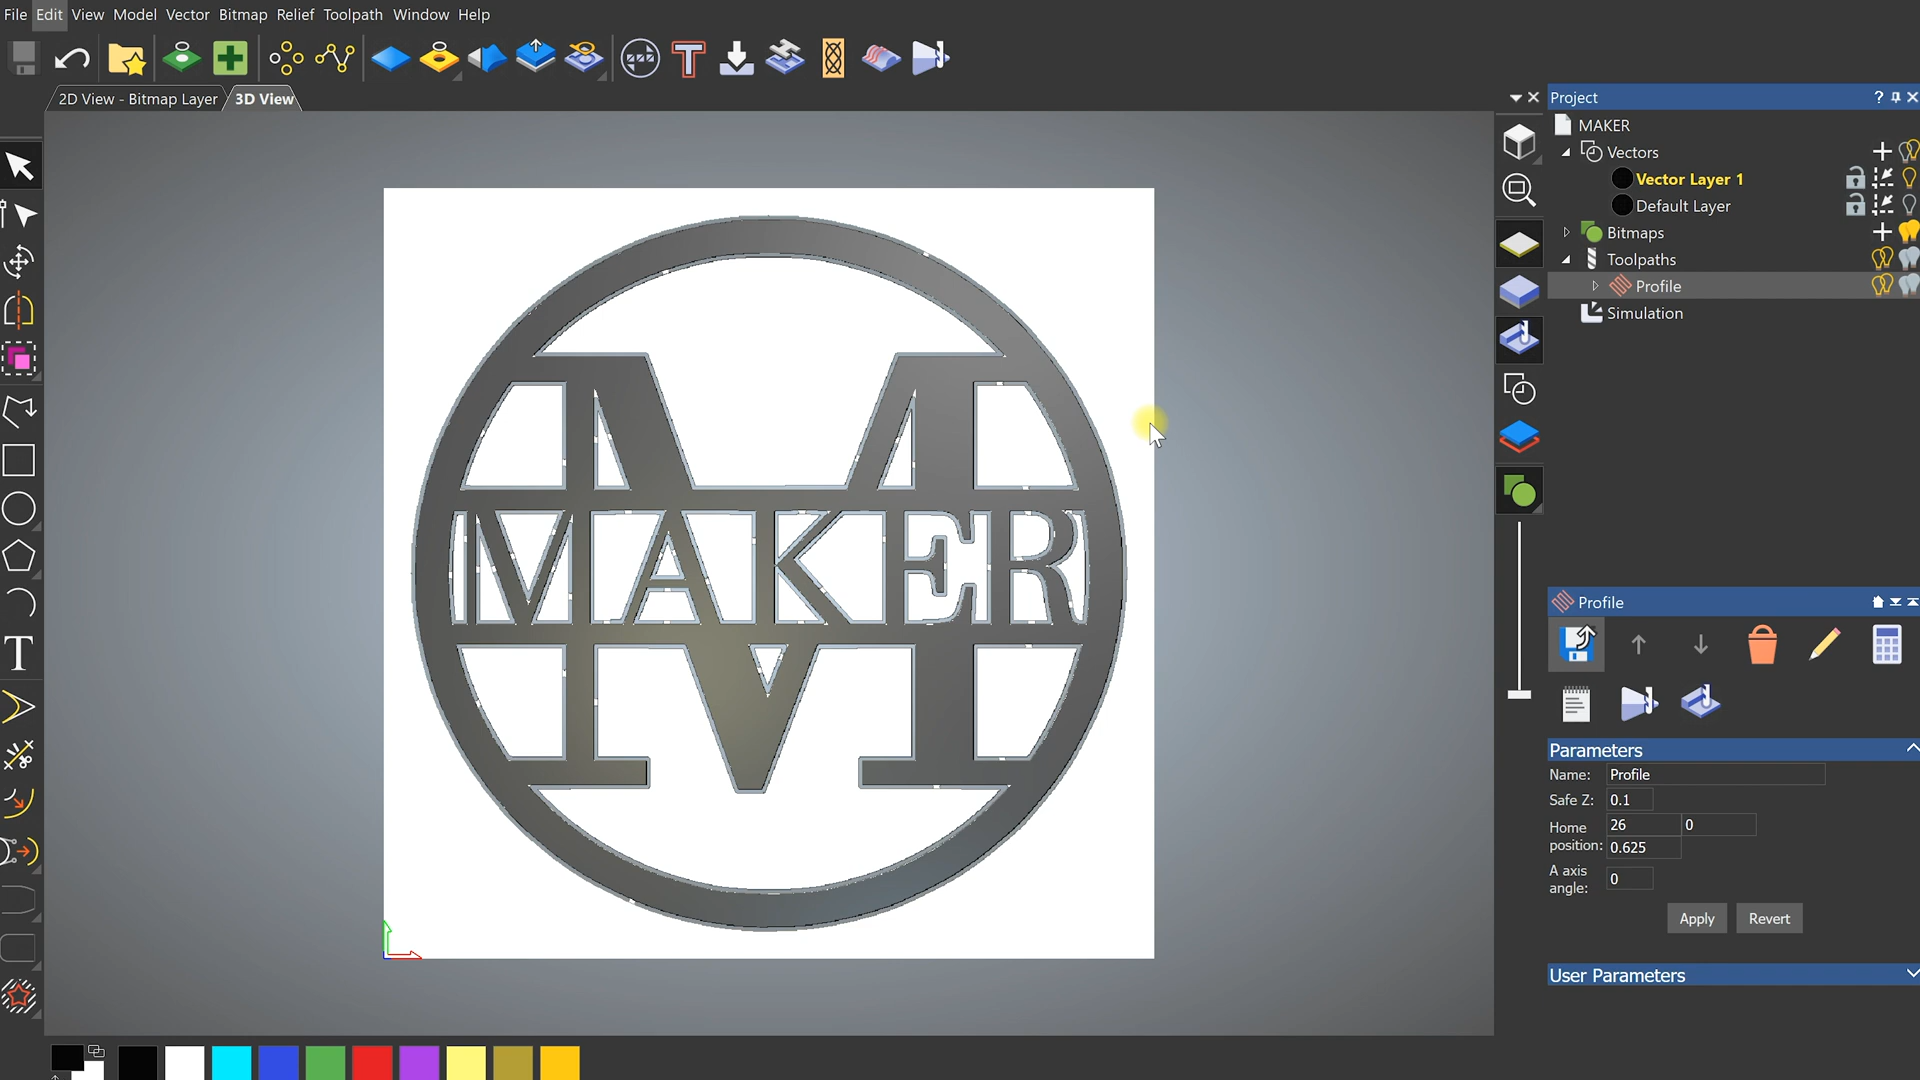 File Edit View Model Vector Bitmap Relief Toolpath Window Help
2D View - Bitmap Layer 3D View
Project
MAKER
Vectors
Vector Layer 1
Default Layer
Bitmaps
Toolpaths
Profile
Simulation
M
MAKER
Profile
Parameters
Name: Profile
Safe Z: 0.1
Home position: 26 0
0.625
A axis angle: 0
Apply Revert
User Parameters